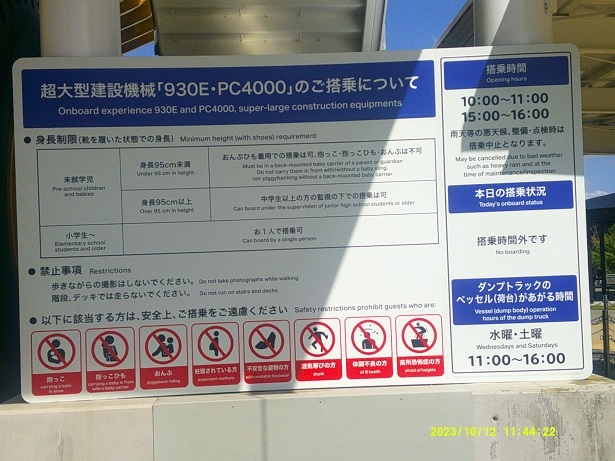 超大型建設機械「930E・PC4000」のご搭乗について
Onboard experience 930E and PC4000, super-large construction equipments
● 身長制限(靴を履いた状態での身長) Minimum height (with shoes) requirement
未就学児
Pre-school children
and babies
身長95cm未満
Under 95 cm in height
おんぶひも着用での搭乗は可、抱っこ・抱っこひも・おんぶは不可
Must be in a back-mounted baby carrier of a parent or guardian
Do not carry them in front with/without a baby sling,
nor piggybacking without a back-mounted baby carrier
身長95cm以上
Over 95 cm in height
中学生以上の方の監視の下での搭乗は可
Can board under the supervision of junior high school students or older
小学生〜
Elementary school
students and older
お1人で搭乗可
Can board by a single person
● 禁止事項 Restrictions
歩きながらの撮影はしないでください。 Do not take photographs while walking
階段、デッキでは走らないでください。 Do not run on stairs and decks
● 以下に該当する方は、安全上、ご搭乗をご遠慮ください Safety restrictions prohibit guests who are:
抱っこ
carrying a baby
in arms
抱っこひも
carrying a baby in front
with a baby carrier
おんぶ
piggyback riding
妊娠されている方
expectant mothers
不安定な履物の方
with unstable footwear
酒気帯びの方
drunk
体調不良の方
of ill health
高所恐怖症の方
afraid of heights
搭乗時間
Opening hours
10:00〜11:00
15:00〜16:00
雨天等の悪天候、整備・点検時は
搭乗中止となります。
May be cancelled due to bad weather
such as heavy rain and at the
time of maintenance/inspection
本日の搭乗状況
Today's onboard status
搭乗時間外です
No boarding
ダンプトラックの
ベッセル(荷台)があがる時間
Vessel (dump body) operation
hours of the dump truck
水曜・土曜
Wednesdays and Saturdays
11:00〜16:00
2023/10/12 11:44:22